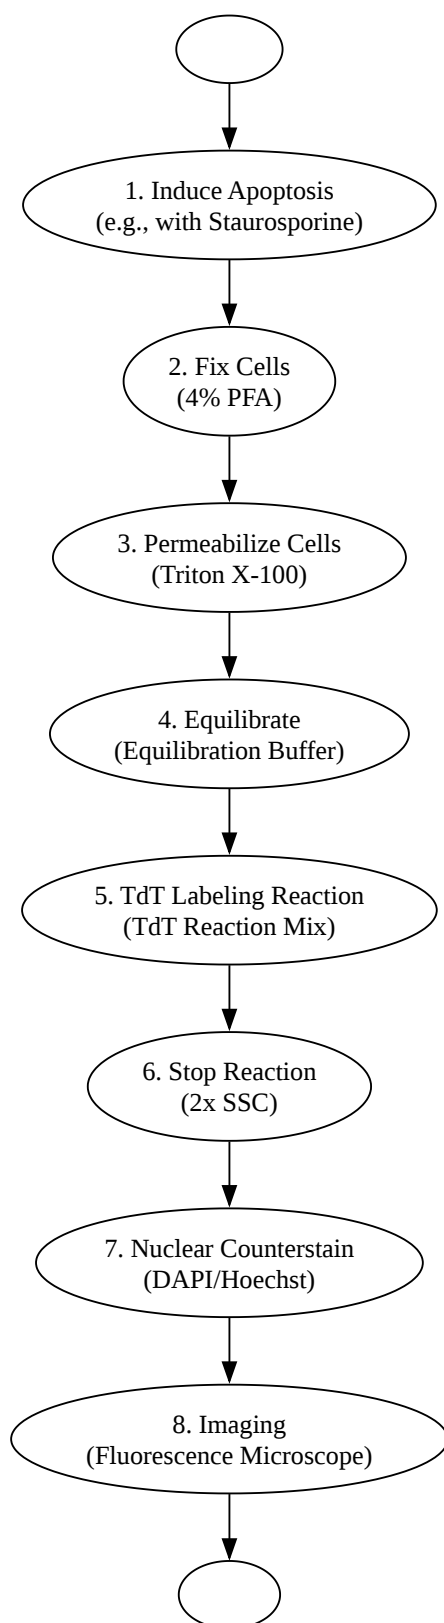 1. Induce Apoptosis
(e.g., with Staurosporine)
2. Fix Cells
(4% PFA)
3. Permeabilize Cells
(Triton X-100)
4. Equilibrate
(Equilibration Buffer)
5. TdT Labeling Reaction
(TdT Reaction Mix)
6. Stop Reaction
(2x SSC)
7. Nuclear Counterstain
(DAPI/Hoechst)
8. Imaging
(Fluorescence Microscope)